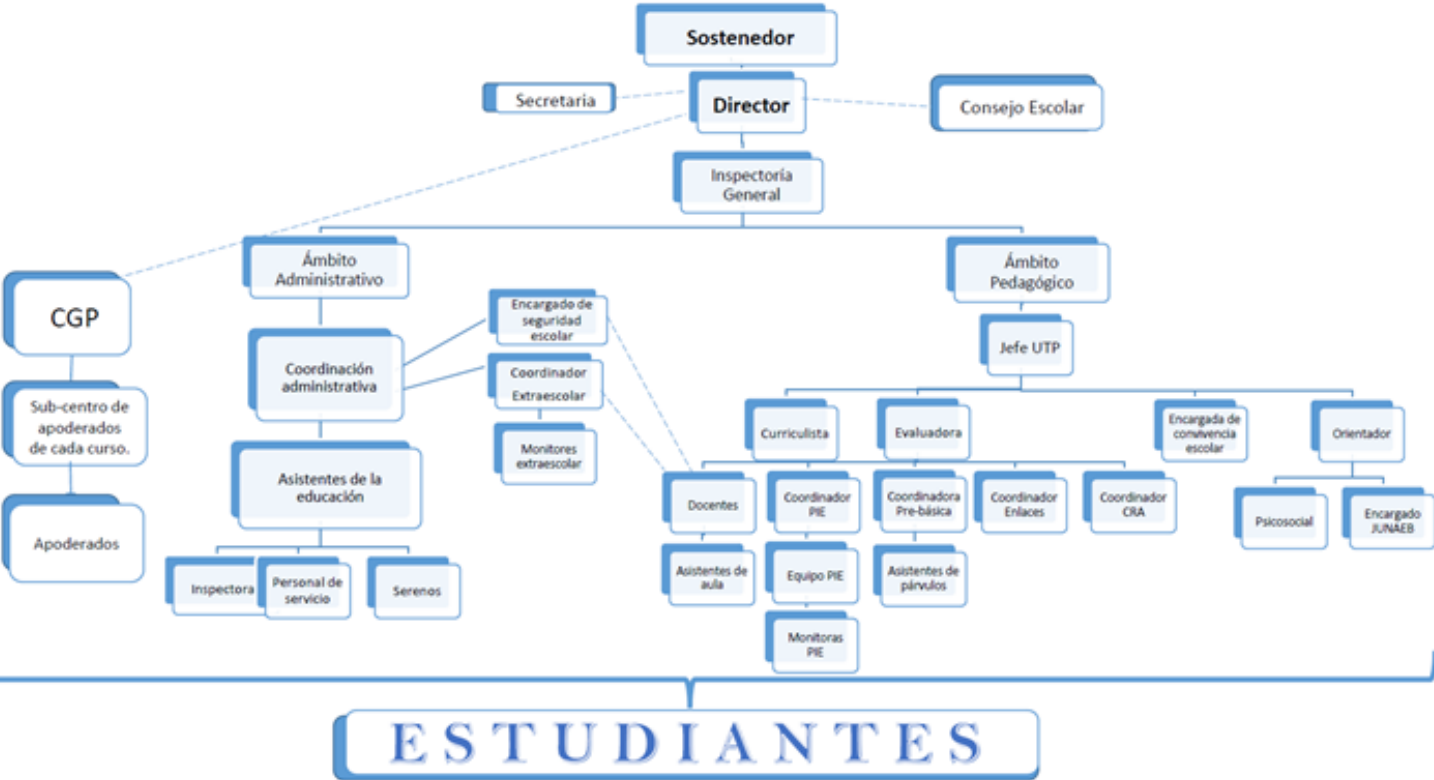 Sostenedor
Secretaria
Director
Consejo Escolar
Inspectoría
General
Ámbito
Administrativo
Ámbito
Pedagógico
CGP
Encargado de
seguridad
escolar
Jefe UTP
Coordinación
administrativa
Coordinador
Extraescolar
Sub-centro de
apoderados
de cada curso.
Monitores
extraescolar
Curriculista
Evaluadora
Encargada de
convivencia
escolar
Orientador
Asistentes de la
educación
Docentes
Coordinador
PIE
Coordinadora
Pre-básica
Coordinador
Enlaces
Coordinador
CRA
Psicosocial
Encargado
JUNAEB
Apoderados
Inspectora
Personal de
servicio
Serenos
Asistentes de
aula
Equipo PIE
Asistentes de
párvulos
Monitoras
PIE
ESTUDIANTES